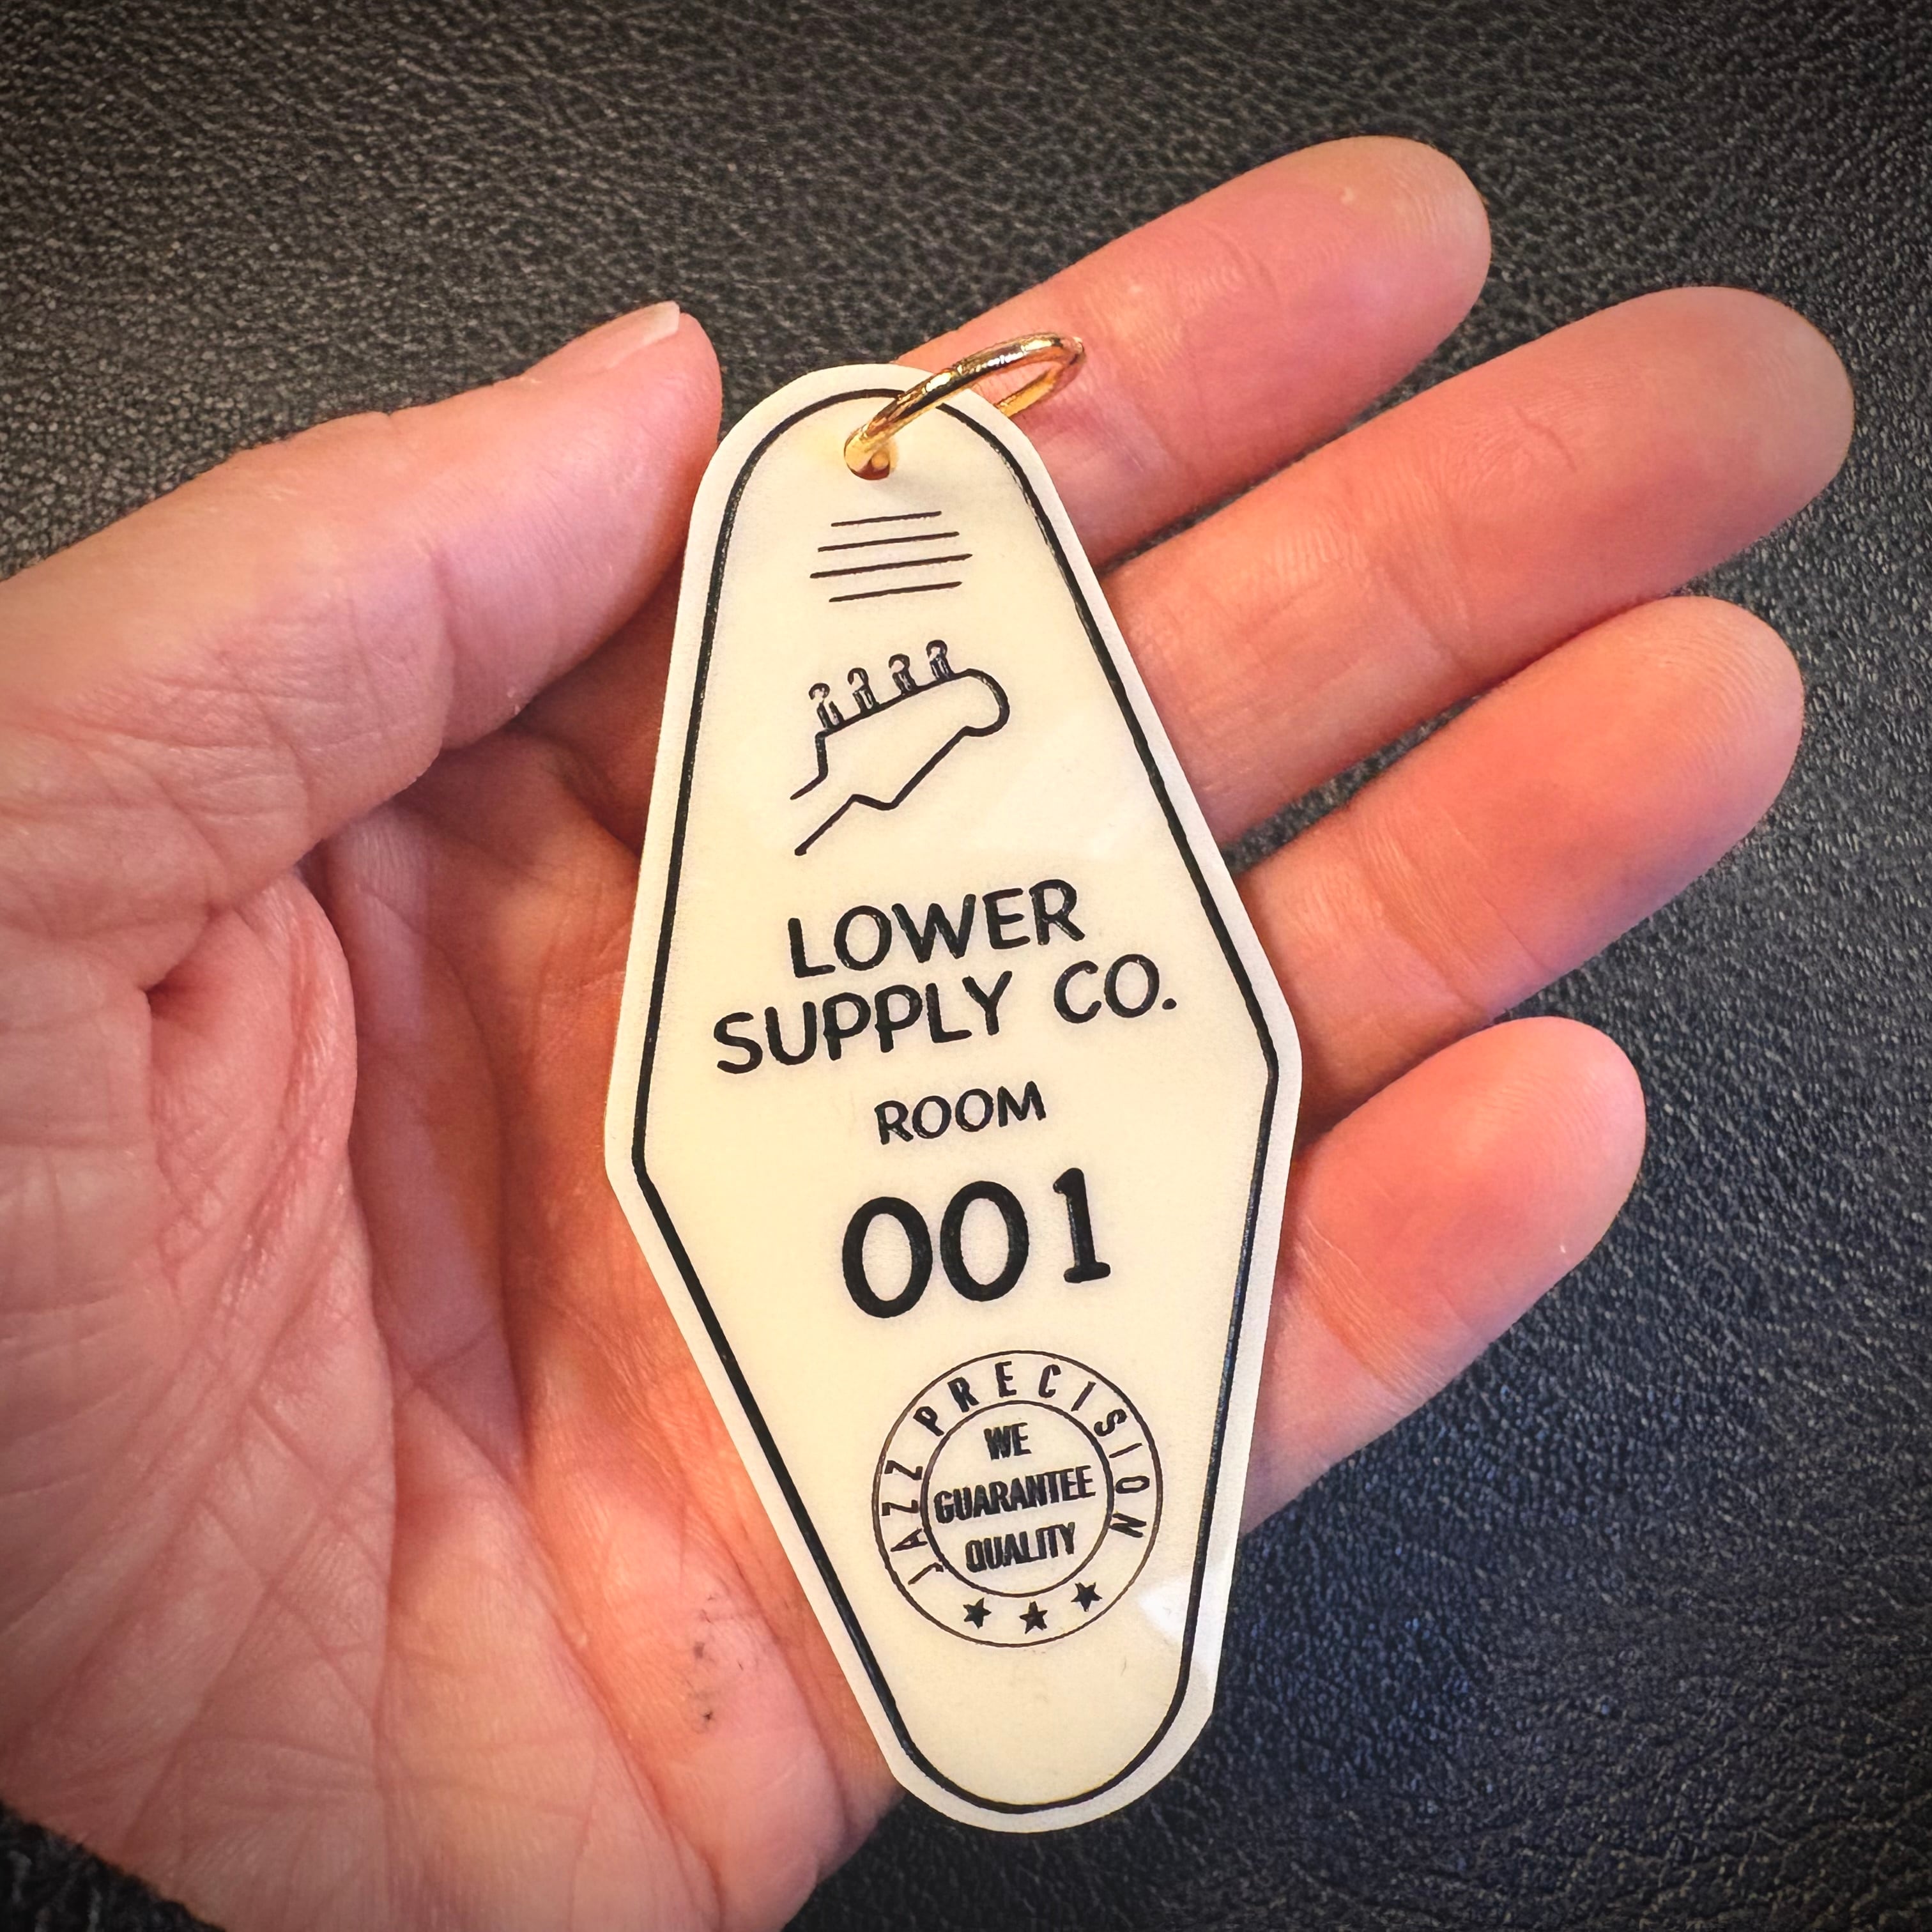 LOWER
SUPPLY CO.
ROOM
001
JAZZ PRECISION
WE
GUARANTEE
QUALITY